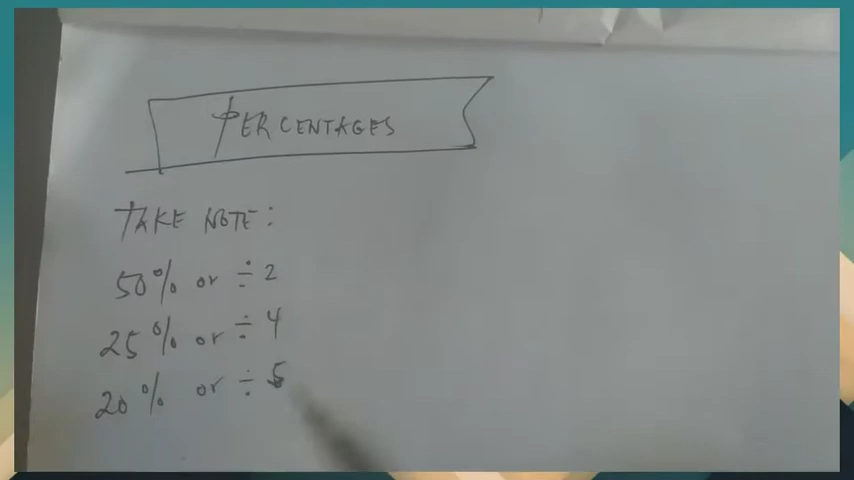 PERCENTAGES
TAKE NOTE:
50% or ÷ 2
25% or ÷ 4
20% or ÷ 5